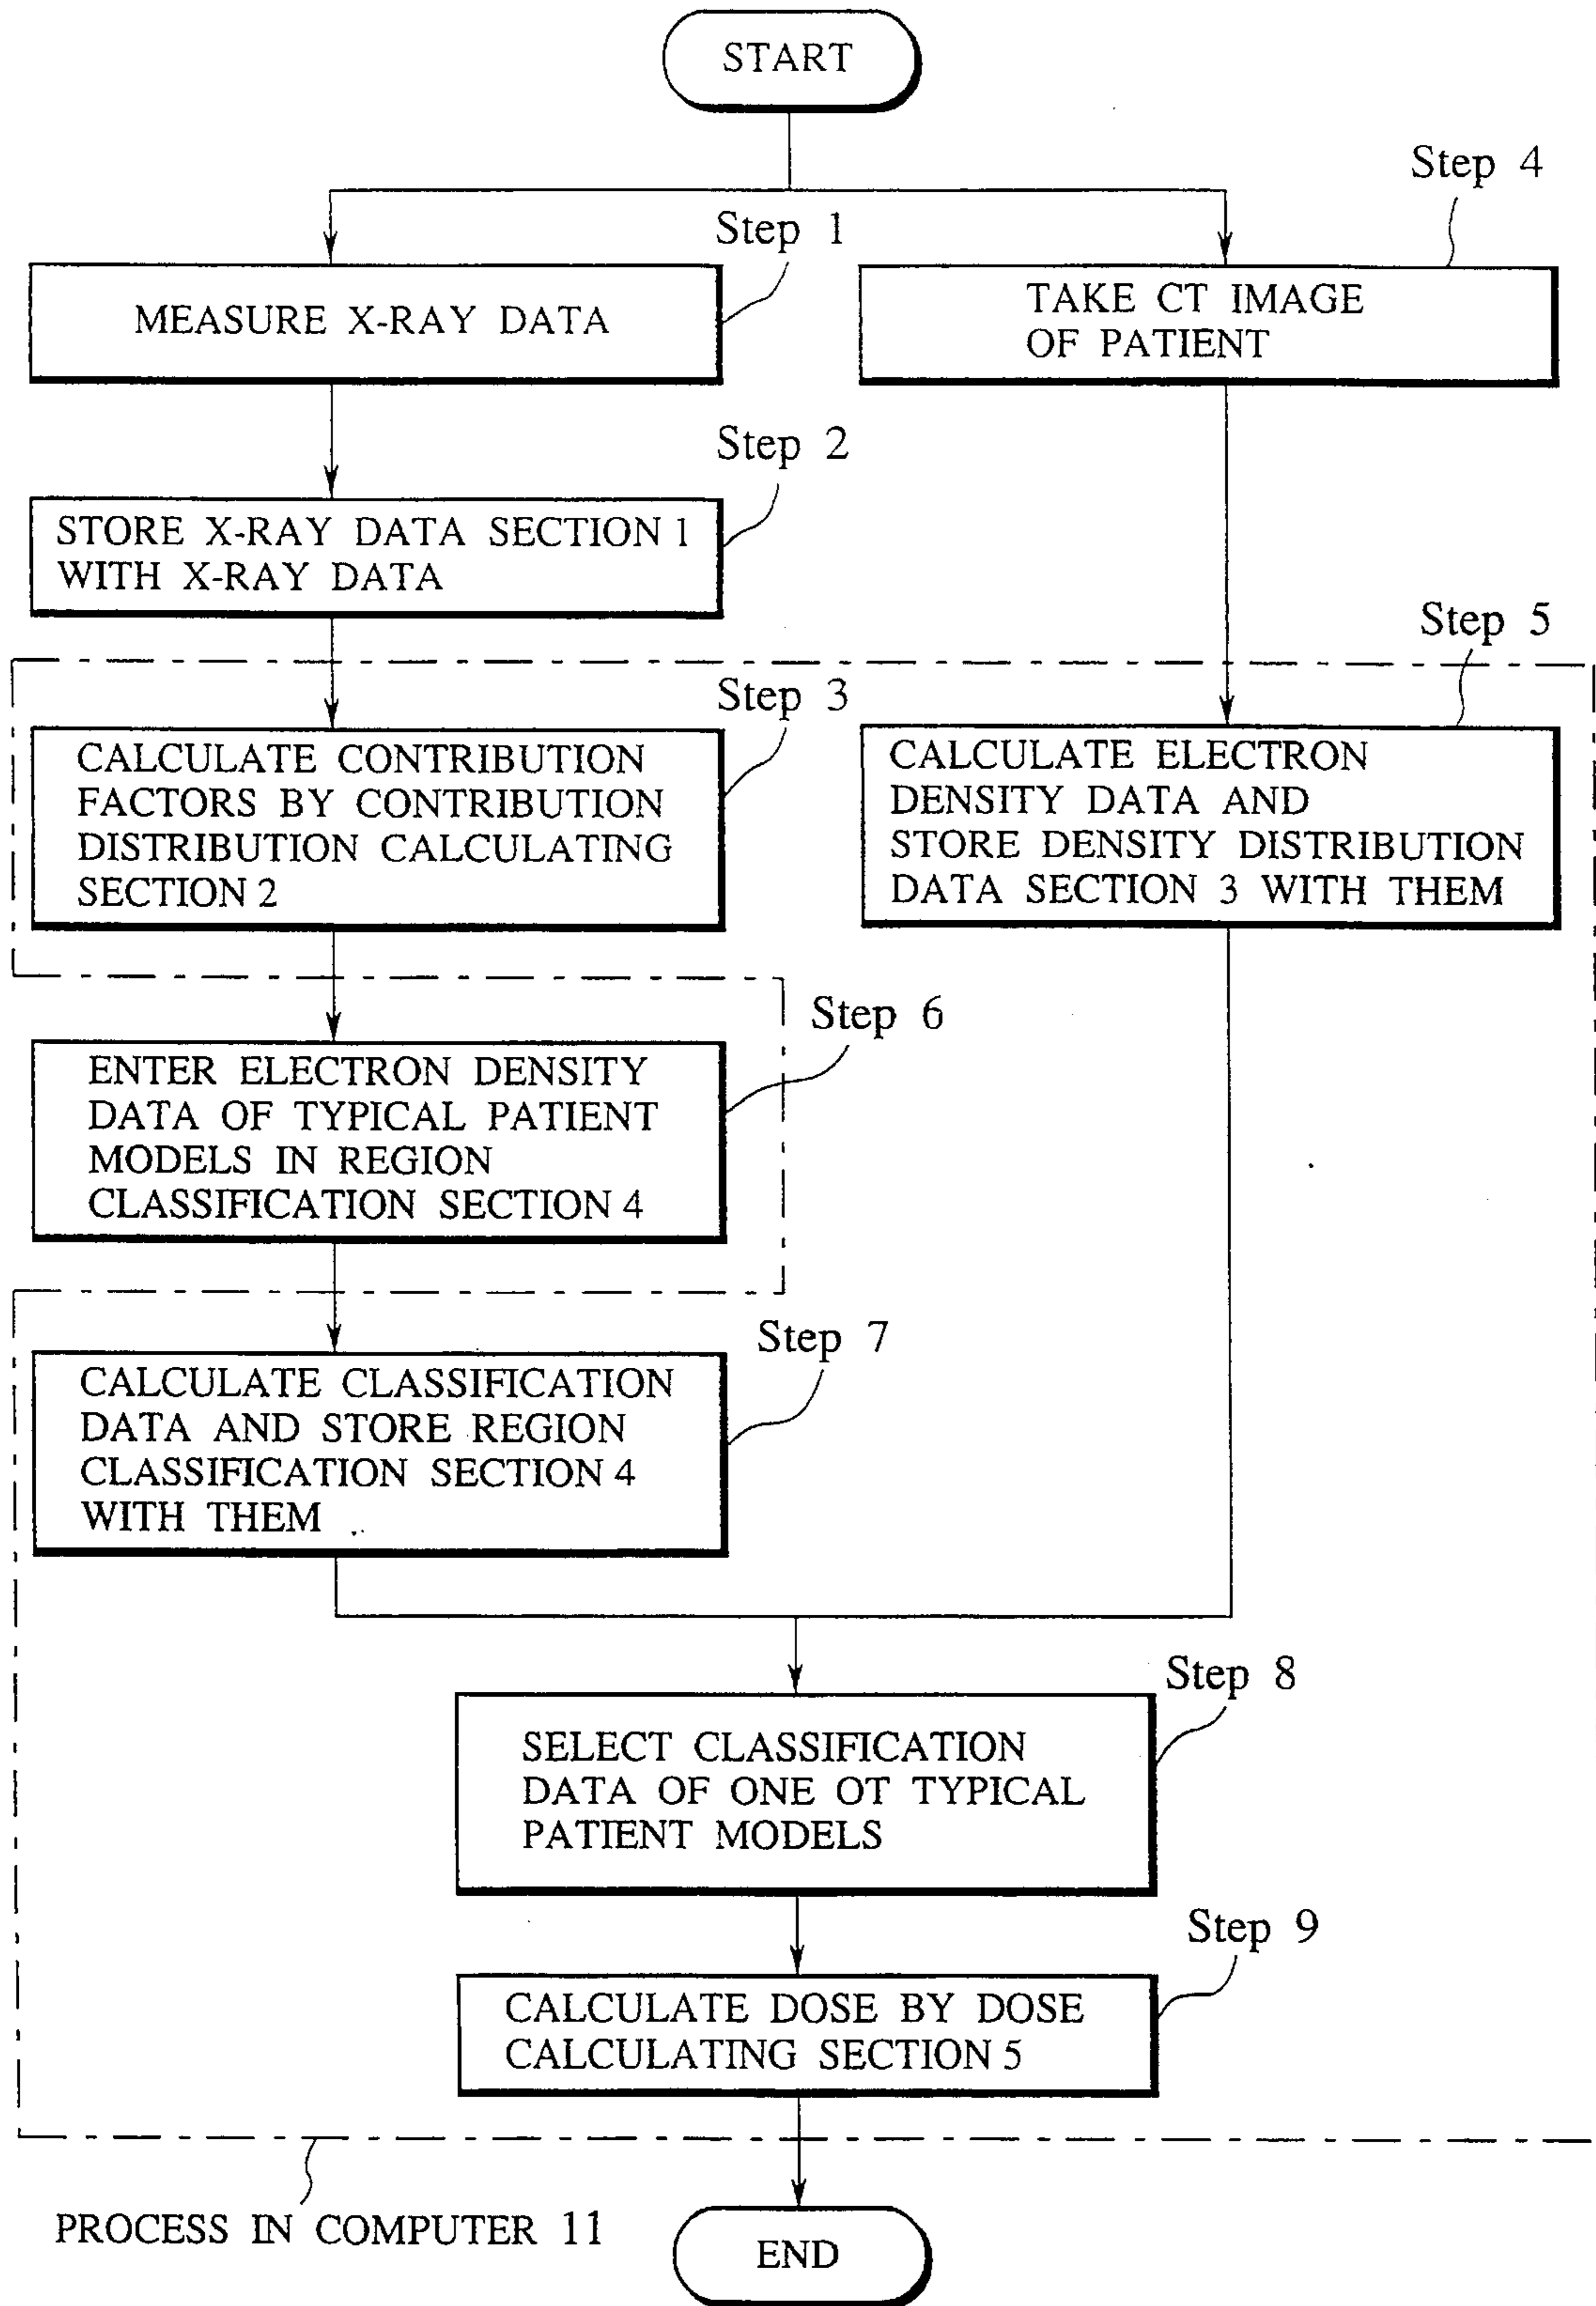 START
Step 4
Step 1
MEASURE X-RAY DATA
TAKE CT IMAGE
OF PATIENT
Step 2
STORE X-RAY DATA SECTION 1
WITH X-RAY DATA
Step 5
Step 3
CALCULATE CONTRIBUTION
FACTORS BY CONTRIBUTION
DISTRIBUTION CALCULATING
SECTION 2
CALCULATE ELECTRON
DENSITY DATA AND
STORE DENSITY DISTRIBUTION
DATA SECTION 3 WITH THEM
Step 6
ENTER ELECTRON DENSITY
DATA OF TYPICAL PATIENT
MODELS IN REGION
CLASSIFICATION SECTION 4
Step 7
CALCULATE CLASSIFICATION
DATA AND STORE REGION
CLASSIFICATION SECTION 4
WITH THEM
Step 8
SELECT CLASSIFICATION
DATA OF ONE OT TYPICAL
PATIENT MODELS
Step 9
CALCULATE DOSE BY DOSE
CALCULATING SECTION 5
PROCESS IN COMPUTER 11
END